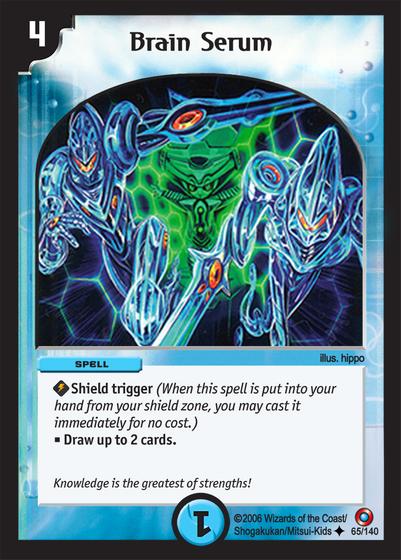 4
Brain Serum
illus. hippo
SPELL
Shield trigger (When this spell is put into your
hand from your shield zone, you may cast it
immediately for no cost.)
▪ Draw up to 2 cards.
Knowledge is the greatest of strengths!
©2006 Wizards of the Coast/
Shogakukan/Mitsui-Kids ✦ 65/140